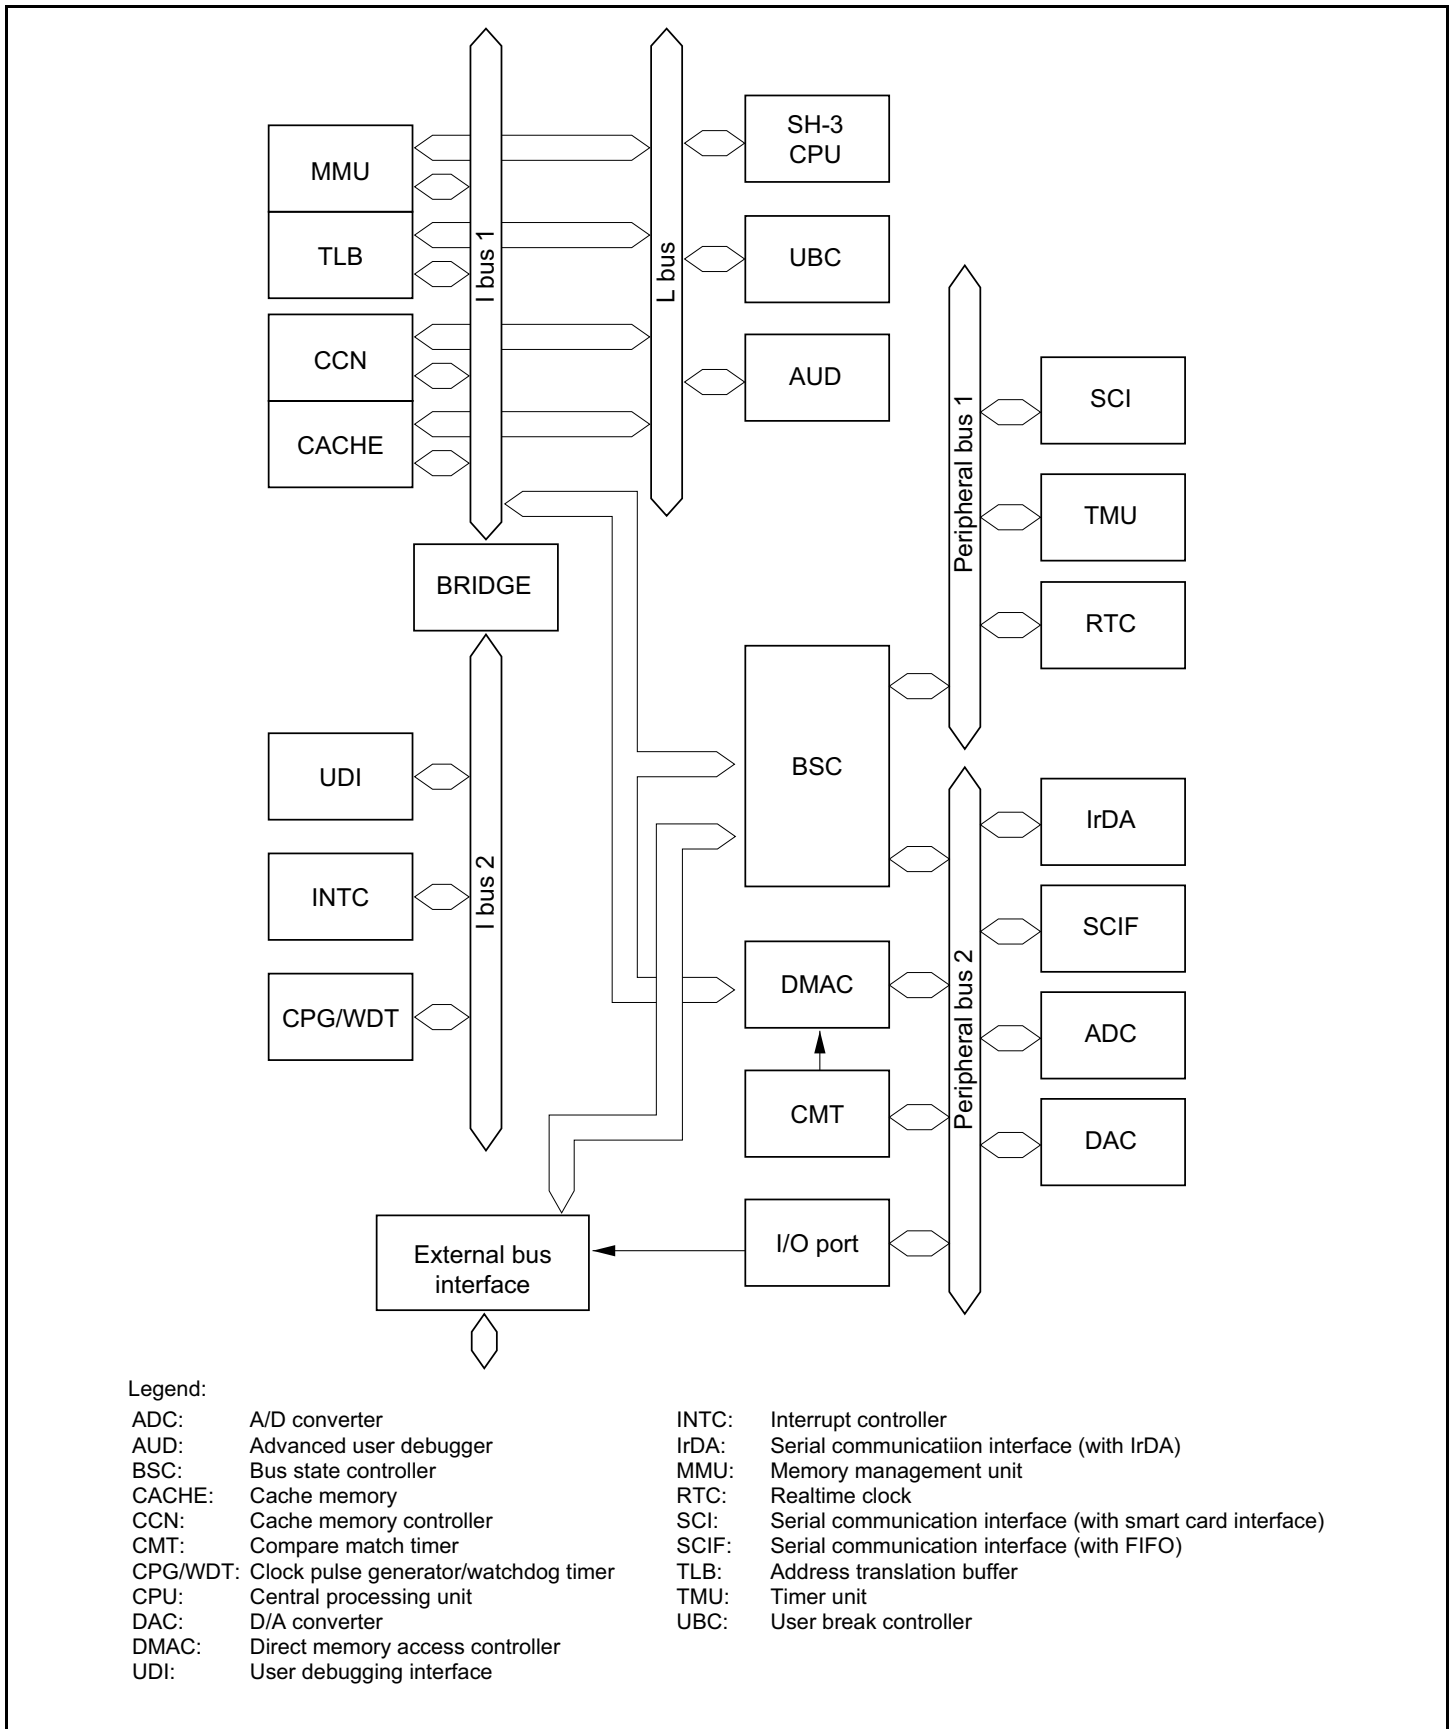 SH-3
CPU
MMU
TLB
I bus 1
L bus
UBC
CCN
AUD
CACHE
Peripheral bus 1
SCI
TMU
BRIDGE
RTC
BSC
UDI
IrDA
INTC
I bus 2
SCIF
DMAC
Peripheral bus 2
CPG/WDT
ADC
CMT
DAC
I/O port
External bus
interface
Legend:
ADC: A/D converter
AUD: Advanced user debugger
BSC: Bus state controller
CACHE: Cache memory
CCN: Cache memory controller
CMT: Compare match timer
CPG/WDT: Clock pulse generator/watchdog timer
CPU: Central processing unit
DAC: D/A converter
DMAC: Direct memory access controller
UDI: User debugging interface
INTC: Interrupt controller
IrDA: Serial communicatiion interface (with IrDA)
MMU: Memory management unit
RTC: Realtime clock
SCI: Serial communication interface (with smart card interface)
SCIF: Serial communication interface (with FIFO)
TLB: Address translation buffer
TMU: Timer unit
UBC: User break controller